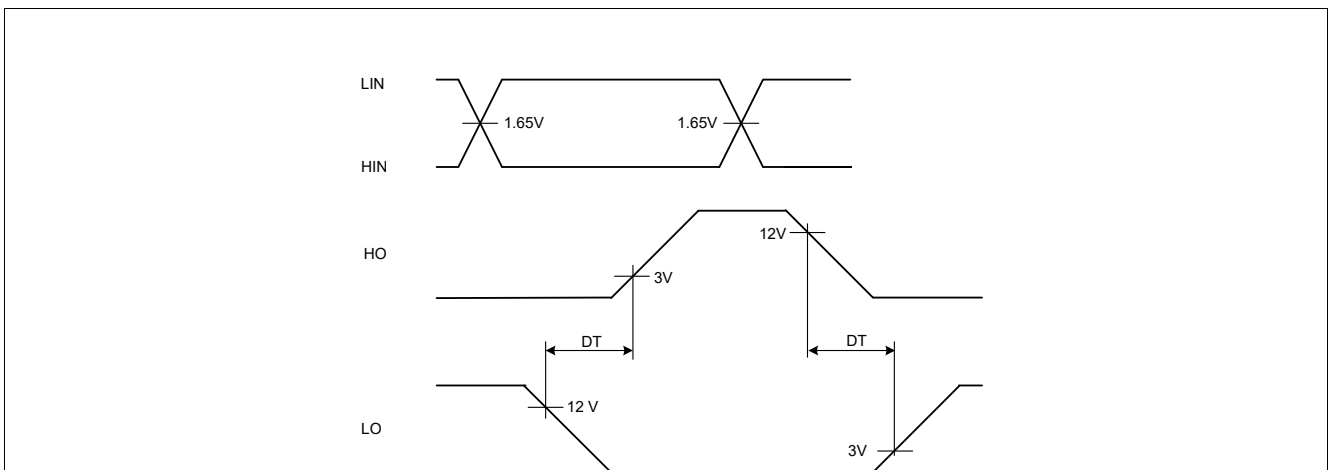 LIN
1.65V 1.65V
HIN
12V
HO
3V
DT DT
12 V
LO
3V